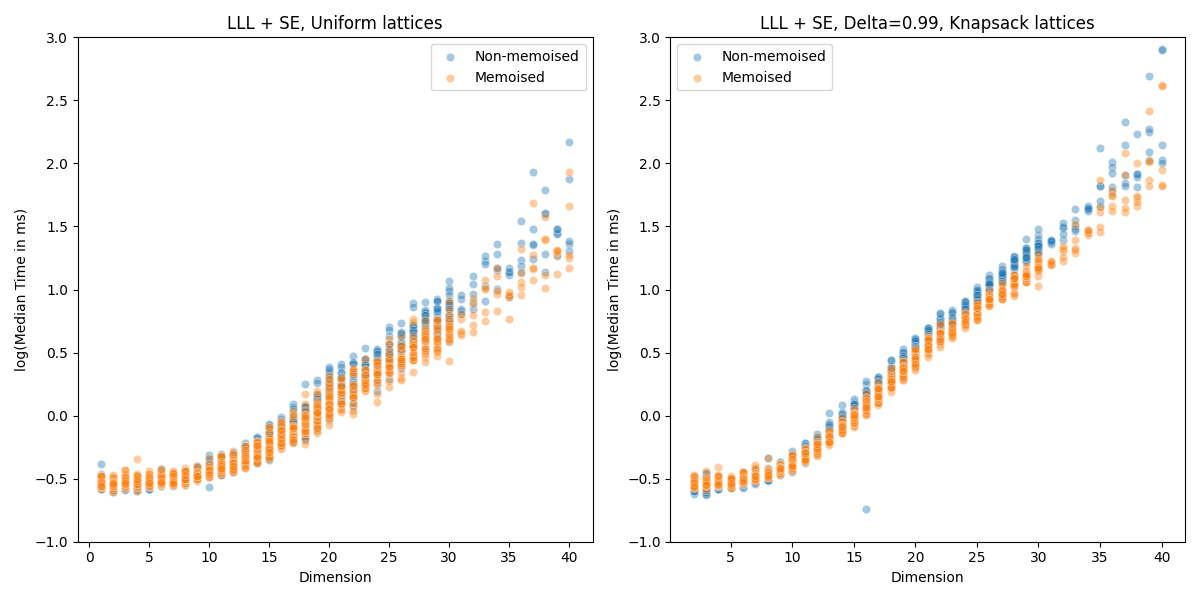 LLL + SE, Uniform lattices
log(Median Time in ms)
3.0
2.5
2.0
1.5
1.0
0.5
0.0
−0.5
−1.0
Non-memoised
Memoised
0 5 10 15 20 25 30 35 40
Dimension
LLL + SE, Delta=0.99, Knapsack lattices
log(Median Time in ms)
3.0
2.5
2.0
1.5
1.0
0.5
0.0
−0.5
−1.0
Non-memoised
Memoised
5 10 15 20 25 30 35 40
Dimension